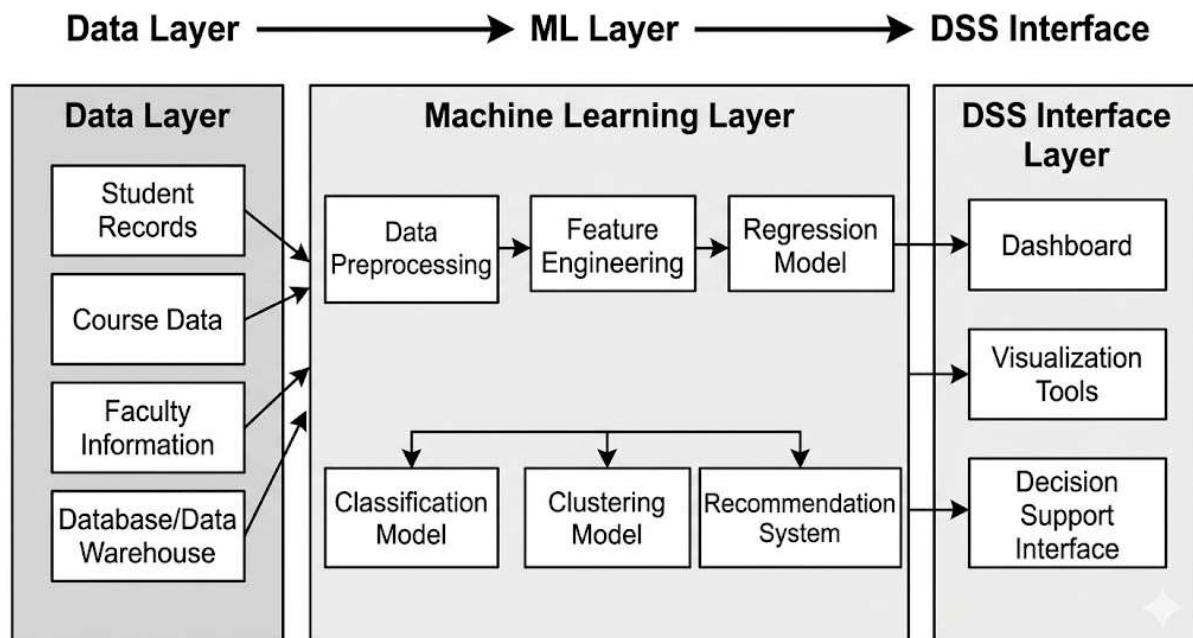 Data Layer
ML Layer
DSS Interface
Data Layer
Student
Records
Course Data
Faculty
Information
Database/Data
Warehouse
Machine Learning Layer
Data
Preprocessing
Feature
Engineering
Regression
Model
Classification
Model
Clustering
Model
Recommendation
System
DSS Interface
Layer
Dashboard
Visualization
Tools
Decision
Support
Interface